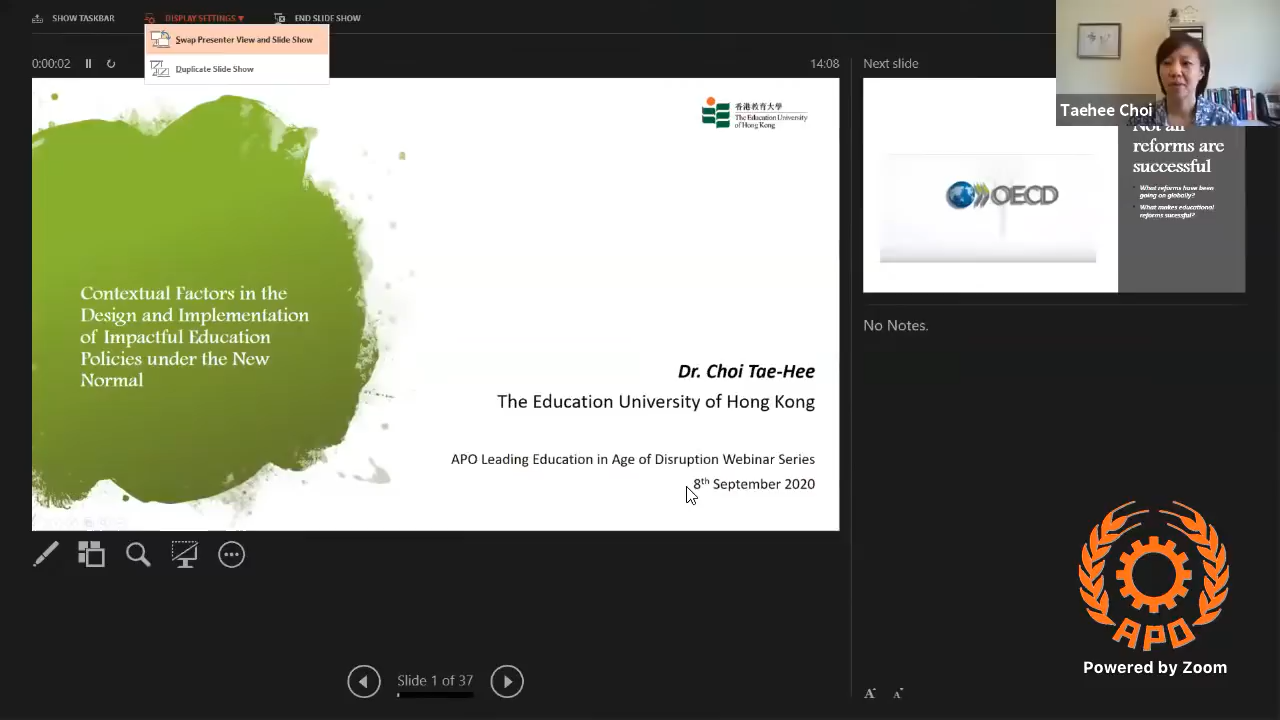 SHOW TASKBAR
DISPLAY SETTINGS ▼
END SLIDE SHOW
Swap Presenter View and Slide Show
Duplicate Slide Show
0:00:02
14:08
Next slide
香港教育大學
The Education University
of Hong Kong
Contextual Factors in the
Design and Implementation
of Impactful Education
Policies under the New
Normal
Dr. Choi Tae-Hee
The Education University of Hong Kong
APO Leading Education in Age of Disruption Webinar Series
8th September 2020
Taehee Choi
Not all
reforms are
successful
What reforms have been
going on globally?
What makes educational
reforms sucessful?
OECD
No Notes.
Slide 1 of 37
APO
Powered by Zoom
A
A